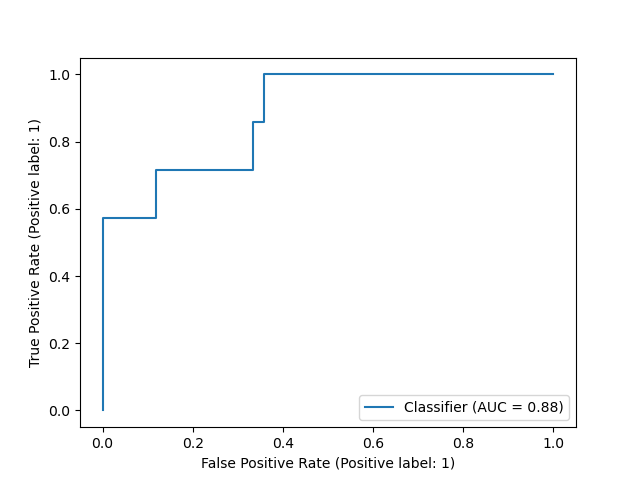 1.0
0.8
0.6
0.4
0.2
0.0
True Positive Rate (Positive label: 1)
Classifier (AUC = 0.88)
0.0 0.2 0.4 0.6 0.8 1.0
False Positive Rate (Positive label: 1)